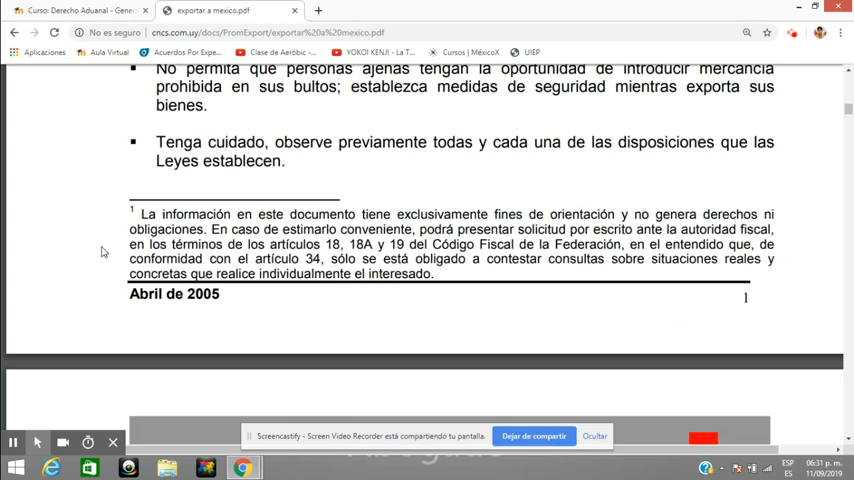 Curso: Derecho Aduanal - Gener
exportar a mexico.pdf
No es seguro
cncs.com.uy/docs/PromExport/exportar%20a%20mexico.pdf
Aplicaciones
Aula Virtual
Acuerdos Por Expe...
Clase de Aeróbic -...
YOKOI KENJI - La T...
Cursos | MéxicoX
UIEP
No permita que personas ajenas tengan la oportunidad de introducir mercancía
prohibida en sus bultos; establezca medidas de seguridad mientras exporta sus
bienes.
Tenga cuidado, observe previamente todas y cada una de las disposiciones que las
Leyes establecen.
1 La información en este documento tiene exclusivamente fines de orientación y no genera derechos ni
obligaciones. En caso de estimarlo conveniente, podrá presentar solicitud por escrito ante la autoridad fiscal,
en los términos de los artículos 18, 18A y 19 del Código Fiscal de la Federación, en el entendido que, de
conformidad con el artículo 34, sólo se está obligado a contestar consultas sobre situaciones reales y
concretas que realice individualmente el interesado.
Abril de 2005
1
Screencastify - Screen Video Recorder está compartiendo tu pantalla.
Dejar de compartir
Ocultar
ESP
06:31 p. m.
ES
11/09/2019